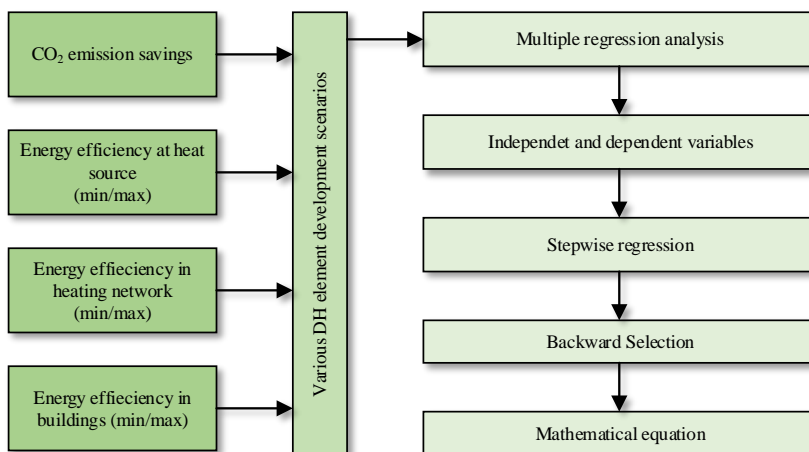 CO₂ emission savings
Energy efficiency at heat
source
(min/max)
Energy effieciency in
heating network
(min/max)
Energy effieciency in
buildings (min/max)
Various DH element development scenarios
Multiple regression analysis
Independet and dependent variables
Stepwise regression
Backward Selection
Mathematical equation